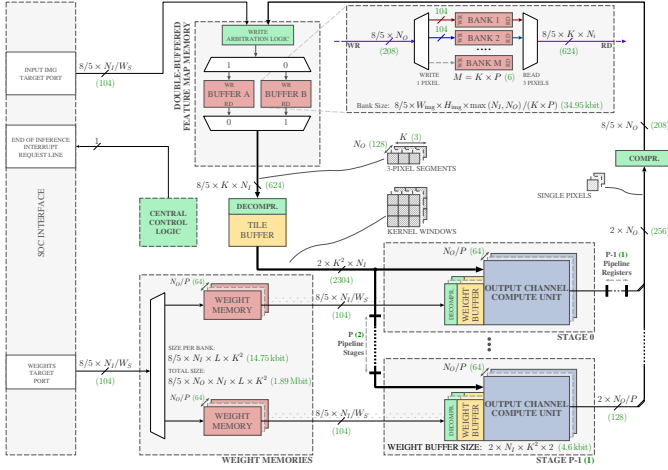 SOC INTERFACE
INPUT IMG
TARGET PORT
8/5 × N_I/W_S
(104)
END OF INFERENCE
INTERRUPT
REQUEST LINE
1
WEIGHTS
TARGET
PORT
8/5 × N_I/W_S
(104)
CENTRAL
CONTROL
LOGIC
DOUBLE-BUFFERED
FEATURE MAP MEMORY
WRITE
ARBITRATION LOGIC
1 0
WR WR
BUFFER A BUFFER B
RD RD
0 1
8/5 × K × N_I
(624)
DECOMPR.
TILE
BUFFER
8/5 × N_O
WR
(208)
104
104
WR BANK 1 RD
WR BANK 2 RD
....
WR BANK M RD
WRITE
1 PIXEL
M = K × P (6)
READ
3 PIXELS
8/5 × K × N_I
(624)
RD
Bank Size: 8/5 × W_img × H_img × max (N_I, N_O)/(K × P) (34.95 kbit)
N_O (128)
K (3)
3-PIXEL SEGMENTS
KERNEL WINDOWS
2 × K² × N_I
(2304)
8/5 × N_O
(208)
COMPR.
SINGLE PIXELS
2 × N_O
(256)
P-1 (1)
Pipeline
Registers
N_O/P (64)
WEIGHT
MEMORY
8/5 × N_I/W_S
(104)
SIZE PER BANK:
8/5 × N_I × L × K² (14.75 kbit)
TOTAL SIZE:
8/5 × N_O × N_I × L × K² (1.89 Mbit)
N_O/P (64)
WEIGHT
MEMORY
8/5 × N_I/W_S
(104)
WEIGHT MEMORIES
P (2)
Pipeline
Stages
N_O/P (64)
DECOMPR.
WEIGHT
BUFFER
OUTPUT CHANNEL
COMPUTE UNIT
STAGE 0
N_O/P (64)
DECOMPR.
WEIGHT
BUFFER
OUTPUT CHANNEL
COMPUTE UNIT
2 × N_O/P
(128)
WEIGHT BUFFER SIZE: 2 × N_I × K² × 2 (4.6 kbit)
STAGE P-1 (1)